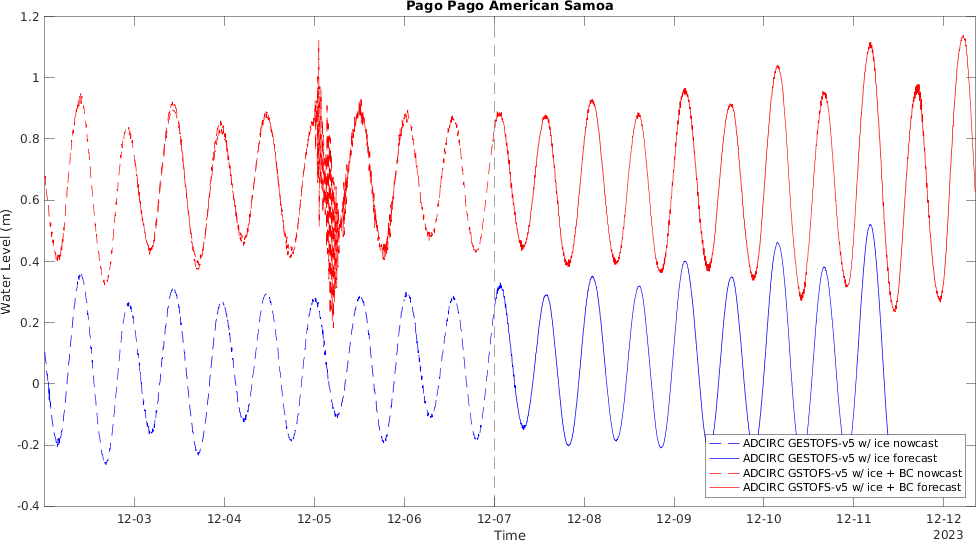 Pago Pago American Samoa
1.2
1
0.8
0.6
0.4
0.2
0
-0.2
-0.4
Water Level (m)
ADCIRC GESTOFS-v5 w/ ice nowcast
ADCIRC GESTOFS-v5 w/ ice forecast
ADCIRC GSTOFS-v5 w/ ice + BC nowcast
ADCIRC GSTOFS-v5 w/ ice + BC forecast
12-03 12-04 12-05 12-06 12-07 12-08 12-09 12-10 12-11 12-12
Time 2023